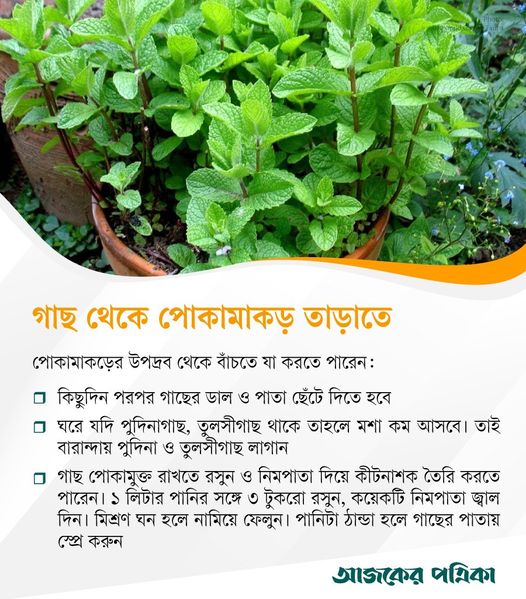 গাছ থেকে পোকামাকড় তাড়াতে
পোকামাকড়ের উপদ্রব থেকে বাঁচতে যা করতে পারেন:
কিছুদিন পরপর গাছের ডাল ও পাতা ছেঁটে দিতে হবে
ঘরে যদি পুদিনাগাছ, তুলসীগাছ থাকে তাহলে মশা কম আসবে। তাই
বারান্দায় পুদিনা ও তুলসীগাছ লাগান
গাছ পোকামুক্ত রাখতে রসুন ও নিমপাতা দিয়ে কীটনাশক তৈরি করতে
পারেন। ১ লিটার পানির সঙ্গে ৩ টুকরো রসুন, কয়েকটি নিমপাতা জ্বাল
দিন। মিশ্রণ ঘন হলে নামিয়ে ফেলুন। পানিটা ঠান্ডা হলে গাছের পাতায়
স্প্রে করুন
আজকের পত্রিকা